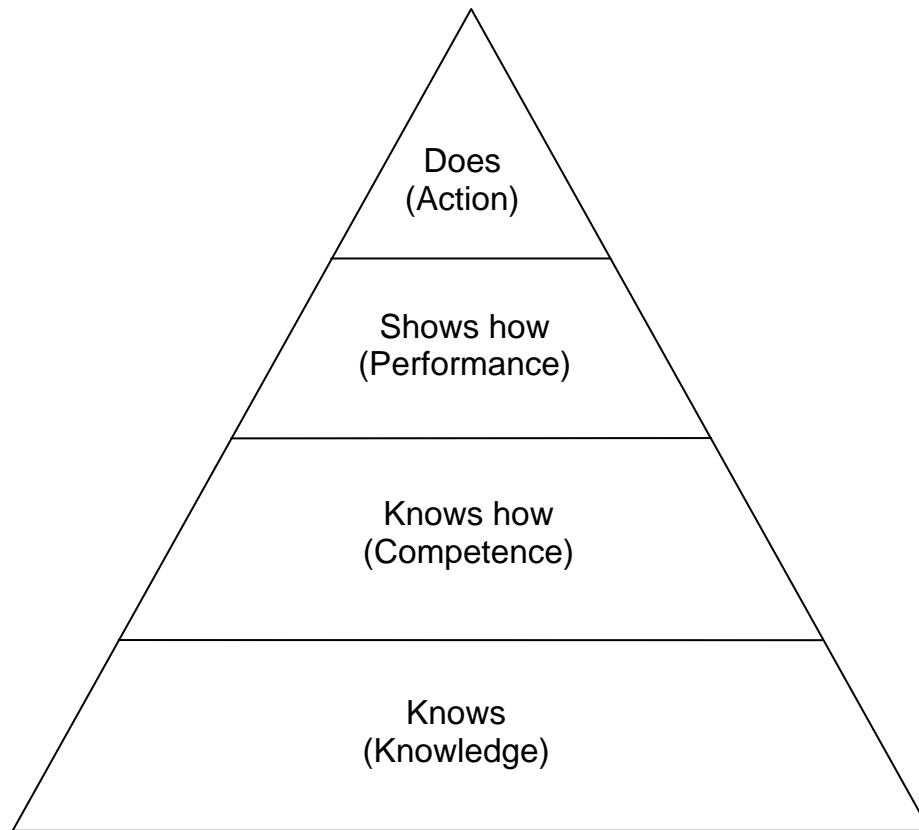 Does
(Action)
Shows how
(Performance)
Knows how
(Competence)
Knows
(Knowledge)